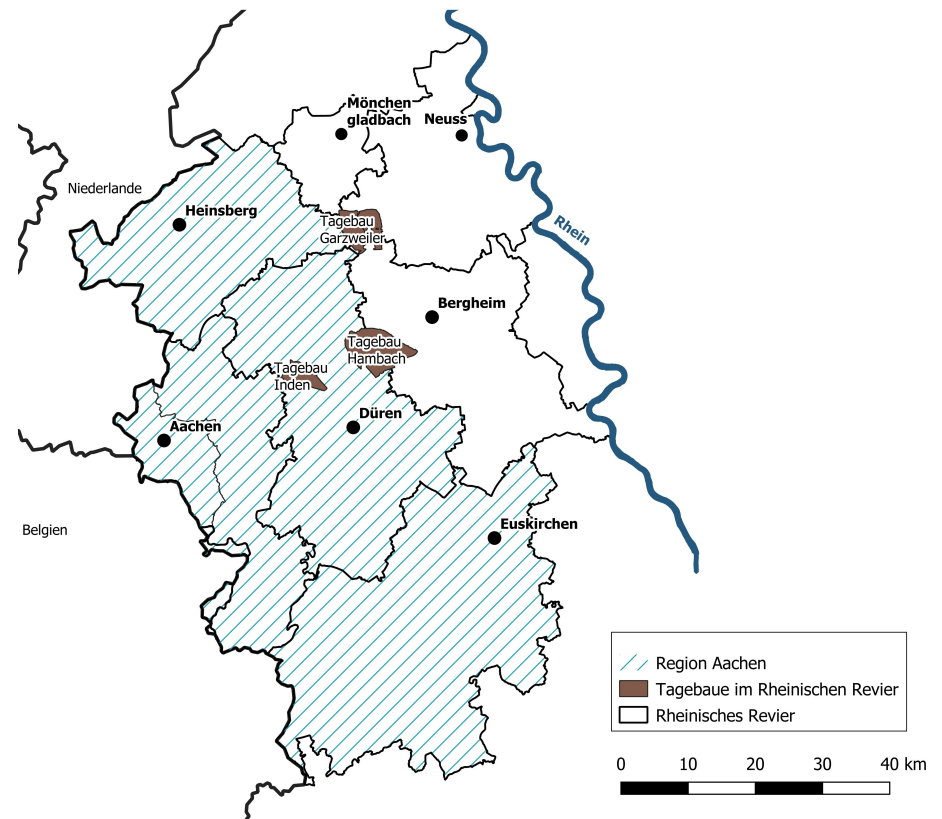 Mönchen
gladbach
Neuss
Niederlande
Heinsberg
Tagebau
Garzweiler
Rhein
Bergheim
Tagebau
Hambach
Tagebau
Inden
Düren
Aachen
Belgien
Euskirchen
Region Aachen
Tagebaue im Rheinischen Revier
Rheinisches Revier
0 10 20 30 40 km